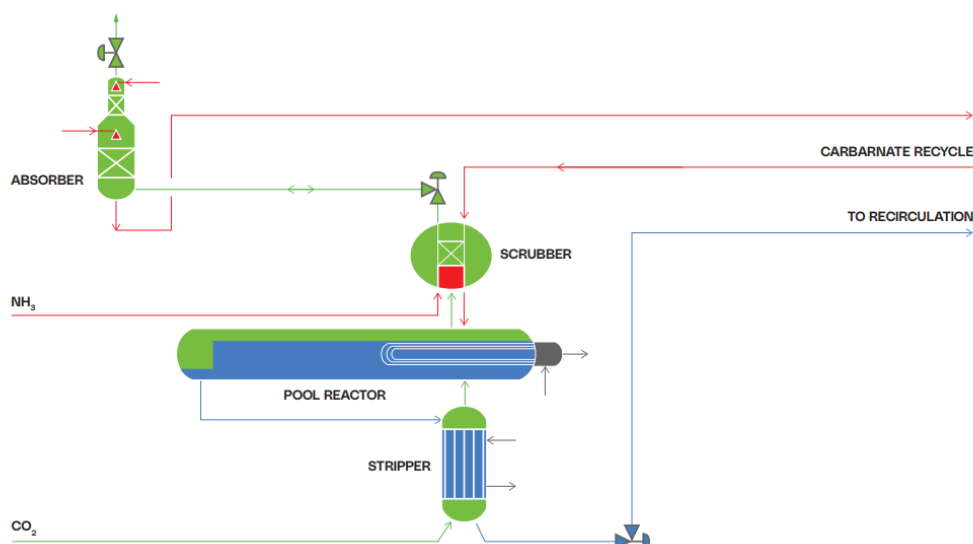 CARBARNATE RECYCLE
ABSORBER
TO RECIRCULATION
SCRUBBER
NH₃
POOL REACTOR
STRIPPER
CO₂